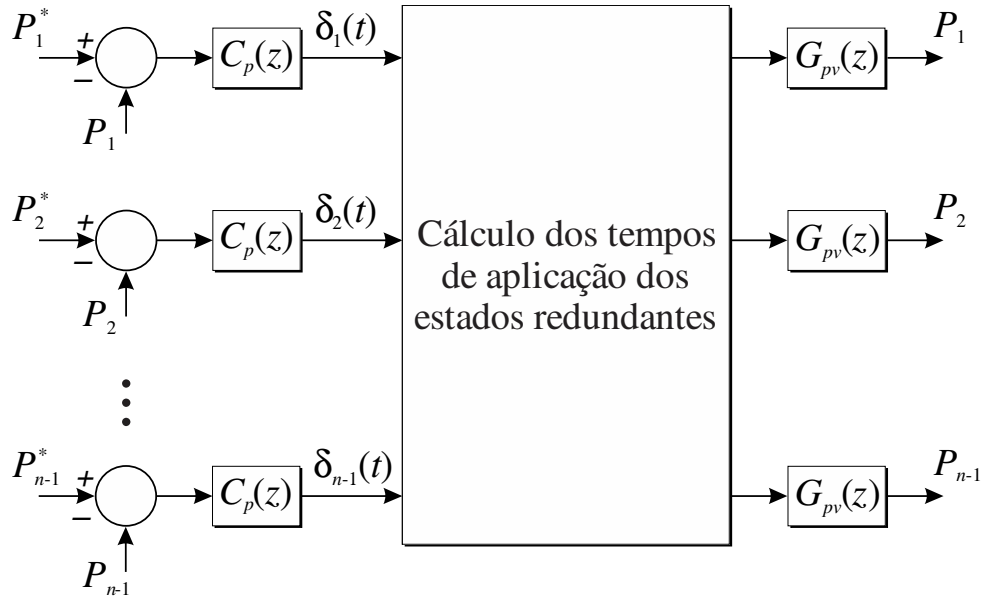 P₁* + − Cₚ(z) δ₁(t) Gₚᵥ(z) P₁
P₁
P₂* + − Cₚ(z) δ₂(t) Gₚᵥ(z) P₂
P₂
Cálculo dos tempos
de aplicação dos
estados redundantes
Pₙ₋₁* + − Cₚ(z) δₙ₋₁(t) Gₚᵥ(z) Pₙ₋₁
Pₙ₋₁